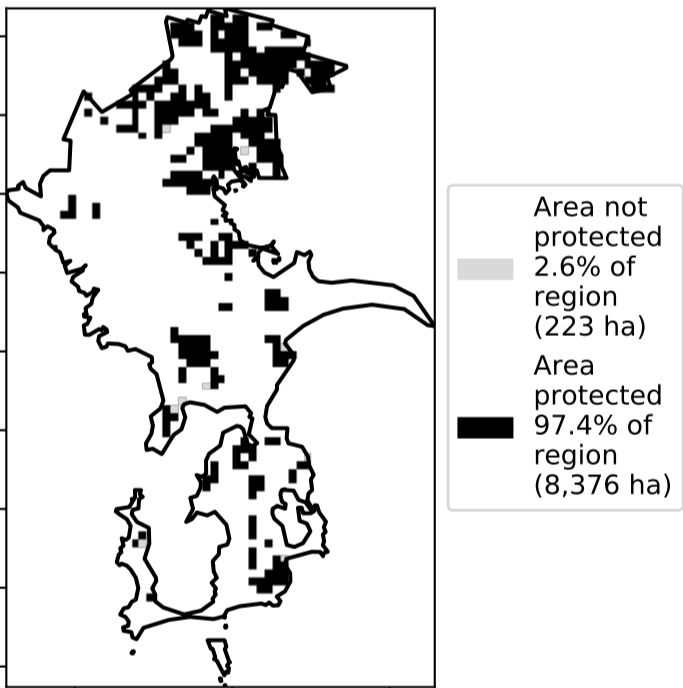 Area not
protected
2.6% of
region
(223 ha)
Area
protected
97.4% of
region
(8,376 ha)